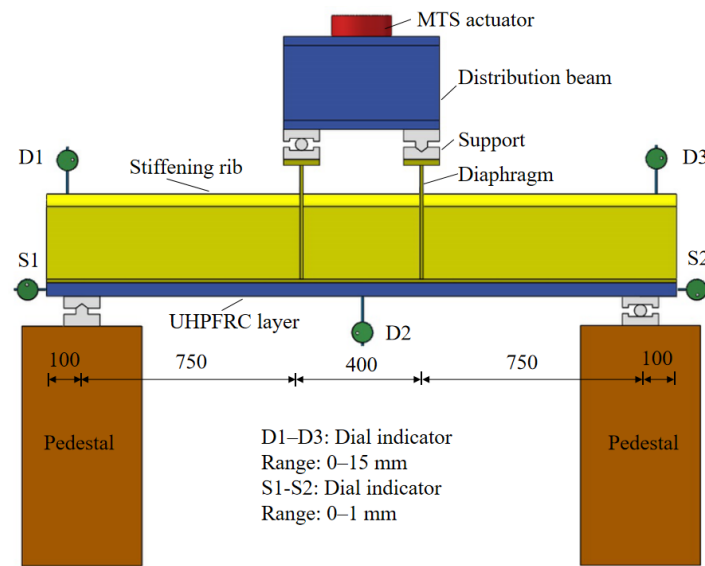 MTS actuator
Distribution beam
D1
Support
D3
Stiffening rib
Diaphragm
S1
S2
UHPFRC layer
D2
100
750
400
750
100
Pedestal
D1–D3: Dial indicator
Pedestal
Range: 0–15 mm
S1-S2: Dial indicator
Range: 0–1 mm